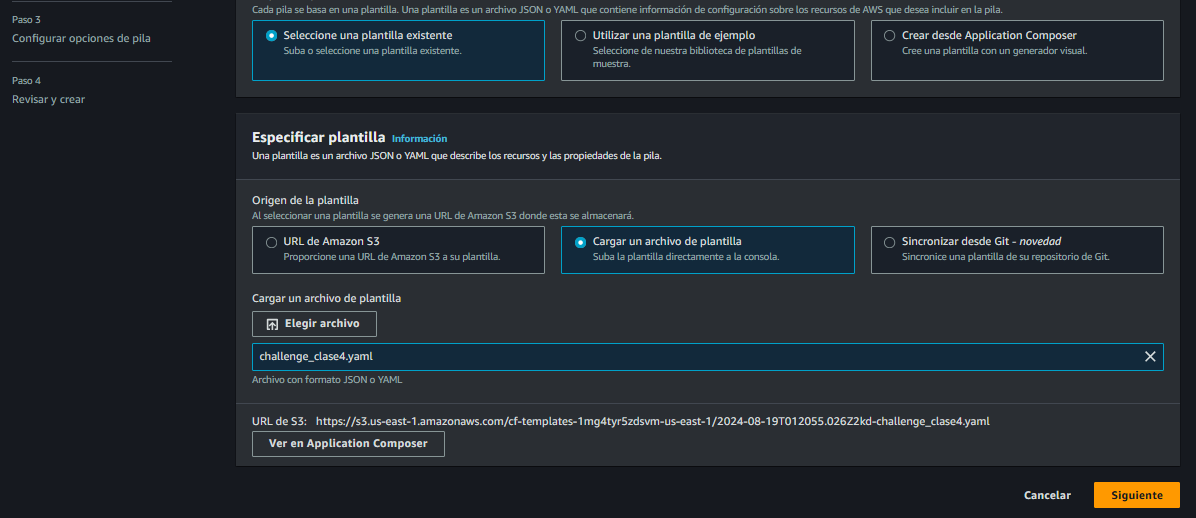 Paso 3
Configurar opciones de pila
Paso 4
Revisar y crear
Cada pila se basa en una plantilla. Una plantilla es un archivo JSON o YAML que contiene información de configuración sobre los recursos de AWS que desea incluir en la pila.
Seleccione una plantilla existente
Suba o seleccione una plantilla existente.
Utilizar una plantilla de ejemplo
Seleccione de nuestra biblioteca de plantillas de
muestra.
Crear desde Application Composer
Cree una plantilla con un generador visual.
Especificar plantilla Información
Una plantilla es un archivo JSON o YAML que describe los recursos y las propiedades de la pila.
Origen de la plantilla
Al seleccionar una plantilla se genera una URL de Amazon S3 donde esta se almacenará.
URL de Amazon S3
Proporcione una URL de Amazon S3 a su plantilla.
Cargar un archivo de plantilla
Suba la plantilla directamente a la consola.
Sincronizar desde Git - novedad
Sincronice una plantilla de su repositorio de Git.
Cargar un archivo de plantilla
Elegir archivo
challenge_clase4.yaml
Archivo con formato JSON o YAML
URL de S3: https://s3.us-east-1.amazonaws.com/cf-templates-1mg4tyr5zdsvm-us-east-1/2024-08-19T012055.026Z2kd-challenge_clase4.yaml
Ver en Application Composer
Cancelar
Siguiente